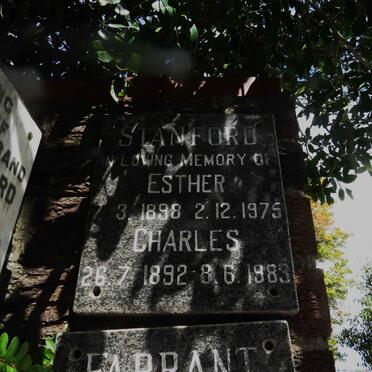 STANFORD
IN LOVING MEMORY OF
ESTHER
7.3.1898 2.12.1975
CHARLES
26.7.1892 8.6.1983
FARRANT